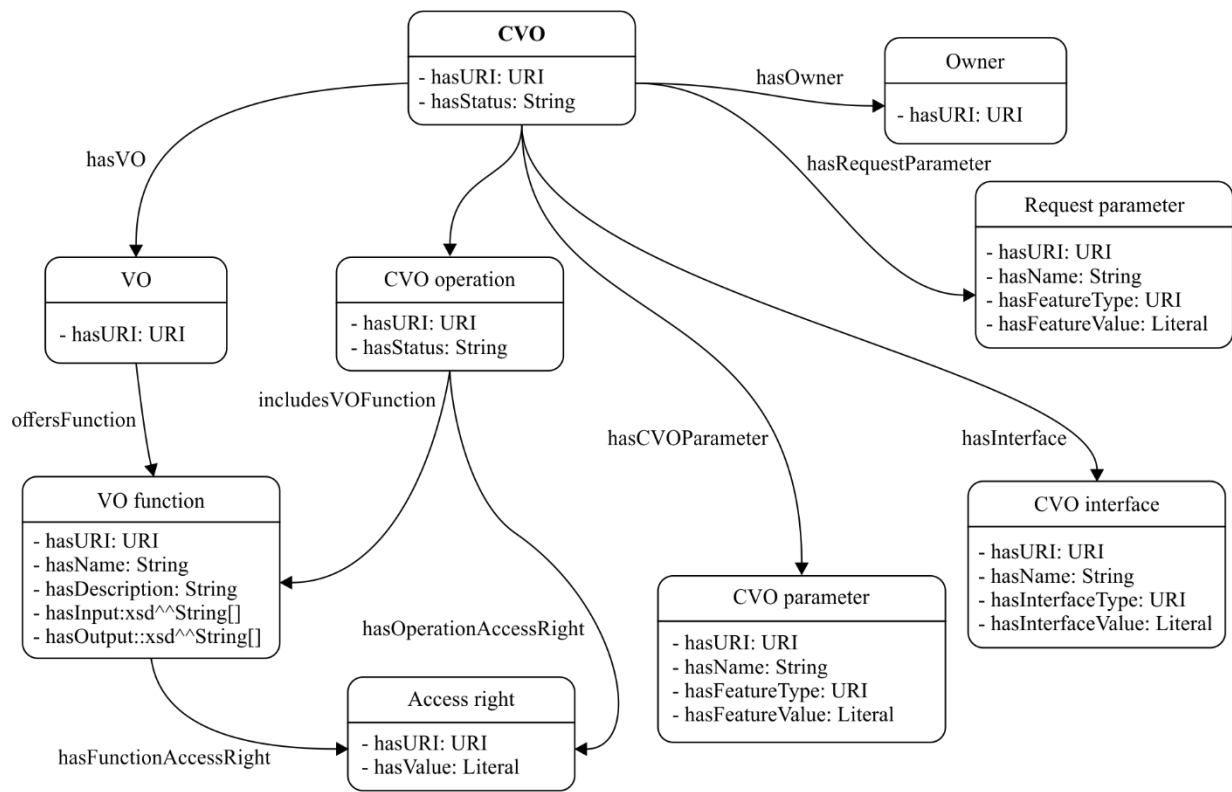 CVO
- hasURI: URI
- hasStatus: String
hasOwner
Owner
- hasURI: URI
hasVO
hasRequestParameter
Request parameter
- hasURI: URI
- hasName: String
- hasFeatureType: URI
- hasFeatureValue: Literal
VO
- hasURI: URI
CVO operation
- hasURI: URI
- hasStatus: String
offersFunction
includesVOFunction
hasCVOParameter
hasInterface
VO function
- hasURI: URI
- hasName: String
- hasDescription: String
- hasInput:xsd^^String[]
- hasOutput::xsd^^String[]
CVO interface
- hasURI: URI
- hasName: String
- hasInterfaceType: URI
- hasInterfaceValue: Literal
hasOperationAccessRight
CVO parameter
- hasURI: URI
- hasName: String
- hasFeatureType: URI
- hasFeatureValue: Literal
hasFunctionAccessRight
Access right
- hasURI: URI
- hasValue: Literal